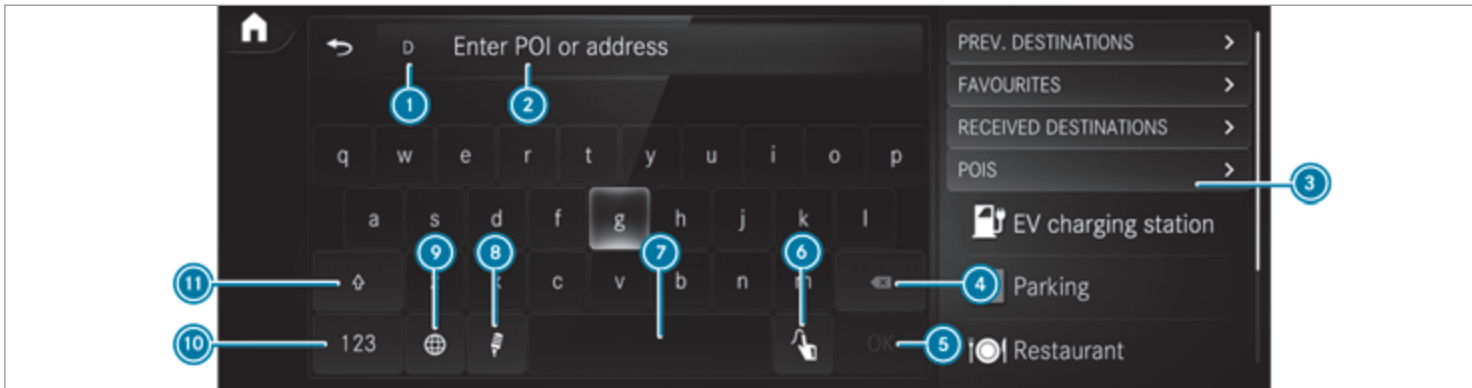 D Enter POI or address
1 2
q w e r t y u i o p
a s d f g h j k l
9 8 7 6
11 c v b n m 4
10 123 OK 5
PREV. DESTINATIONS
FAVOURITES
RECEIVED DESTINATIONS
POIS
3
EV charging station
Parking
Restaurant